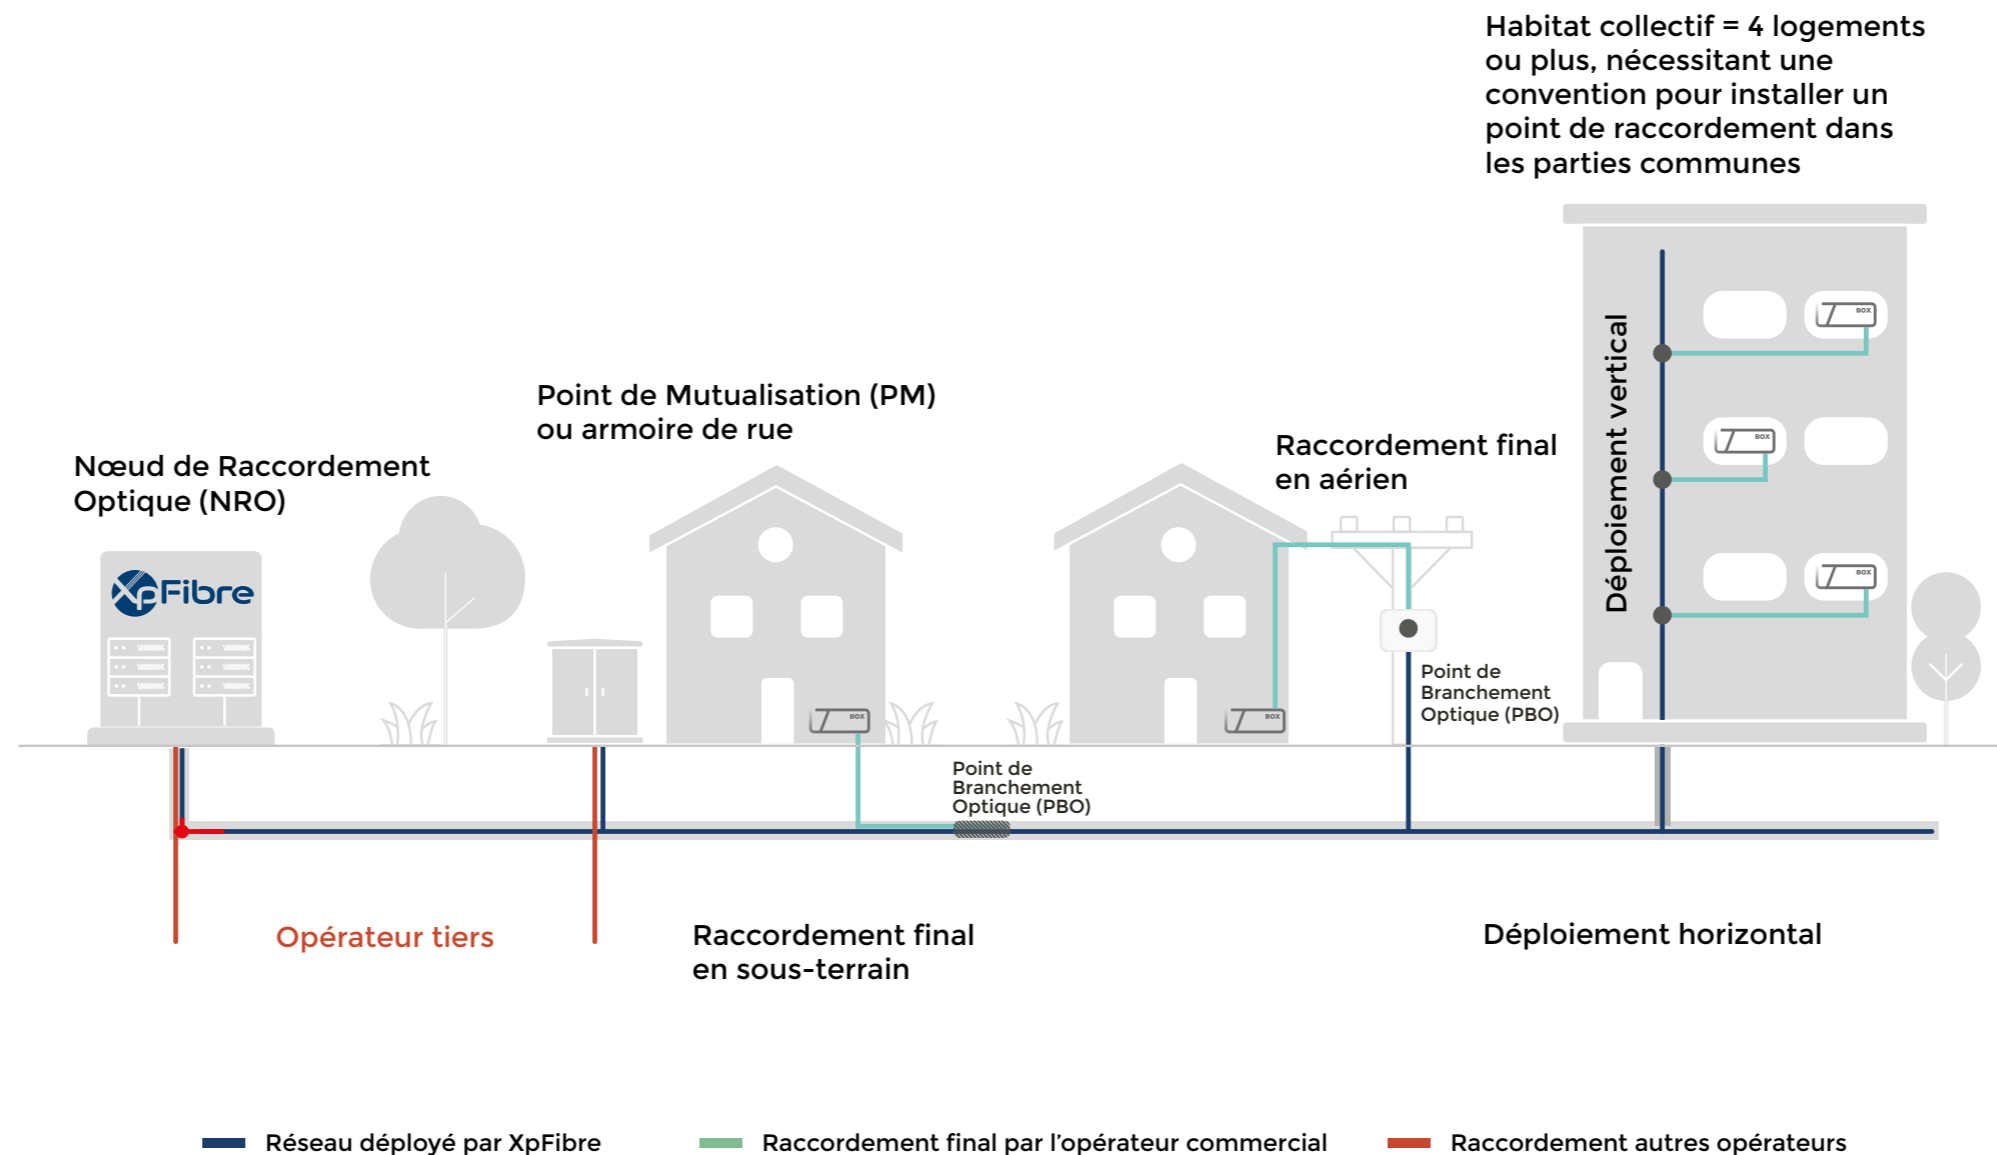 Habitat collectif = 4 logements
ou plus, nécessitant une
convention pour installer un
point de raccordement dans
les parties communes
Point de Mutualisation (PM)
ou armoire de rue
Nœud de Raccordement
Optique (NRO)
Raccordement final
en aérien
Déploiement vertical
BOX
BOX
BOX
XpFibre
Point de
Branchement
Optique (PBO)
BOX
BOX
Point de
Branchement
Optique (PBO)
Opérateur tiers
Raccordement final
en sous-terrain
Déploiement horizontal
Réseau déployé par XpFibre
Raccordement final par l'opérateur commercial
Raccordement autres opérateurs